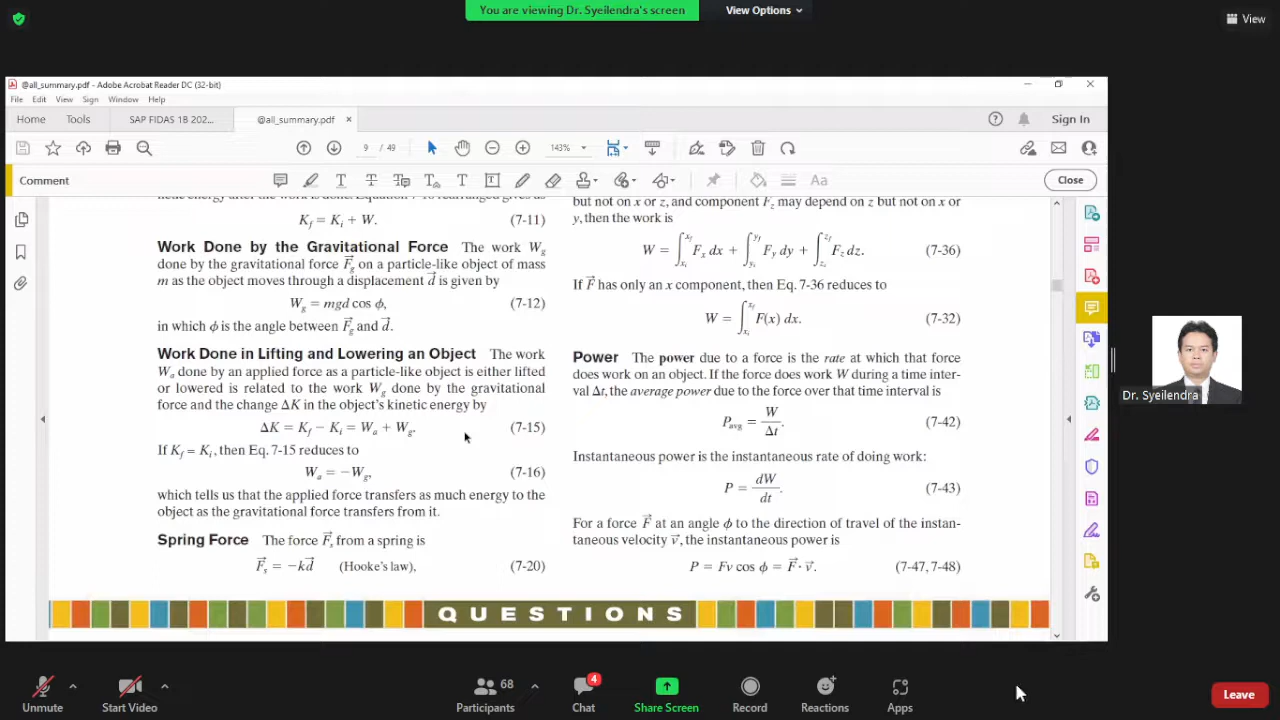 You are viewing Dr. Syeilendra's screen
View Options
View
@all_summary.pdf - Adobe Acrobat Reader DC (32-bit)
File Edit View Sign Window Help
Home Tools SAP FIDAS 1B 202... @all_summary.pdf × Sign In
9 / 49 143%
Comment Close
K_f = K_i + W. (7-11)
Work Done by the Gravitational Force The work W_g
done by the gravitational force F⃗_g on a particle-like object of mass
m as the object moves through a displacement d⃗ is given by
W_g = mgd cos ϕ, (7-12)
in which ϕ is the angle between F⃗_g and d⃗.
Work Done in Lifting and Lowering an Object The work
W_a done by an applied force as a particle-like object is either lifted
or lowered is related to the work W_g done by the gravitational
force and the change ΔK in the object's kinetic energy by
ΔK = K_f − K_i = W_a + W_g. (7-15)
If K_f = K_i, then Eq. 7-15 reduces to
W_a = −W_g, (7-16)
which tells us that the applied force transfers as much energy to the
object as the gravitational force transfers from it.
Spring Force The force F⃗_s from a spring is
F⃗_s = −kd⃗ (Hooke's law), (7-20)
but not on x or z, and component F_z may depend on z but not on x or
y, then the work is
W = ∫_{x_i}^{x_f} F_x dx + ∫_{y_i}^{y_f} F_y dy + ∫_{z_i}^{z_f} F_z dz. (7-36)
If F⃗ has only an x component, then Eq. 7-36 reduces to
W = ∫_{x_i}^{x_f} F(x) dx. (7-32)
Power The power due to a force is the rate at which that force
does work on an object. If the force does work W during a time inter-
val Δt, the average power due to the force over that time interval is
P_avg = W/Δt. (7-42)
Instantaneous power is the instantaneous rate of doing work:
P = dW/dt. (7-43)
For a force F⃗ at an angle ϕ to the direction of travel of the instan-
taneous velocity v⃗, the instantaneous power is
P = Fv cos ϕ = F⃗ · v⃗. (7-47, 7-48)
QUESTIONS
Dr. Syeilendra
Unmute Start Video 68 Participants 4 Chat Share Screen Record Reactions Apps Leave